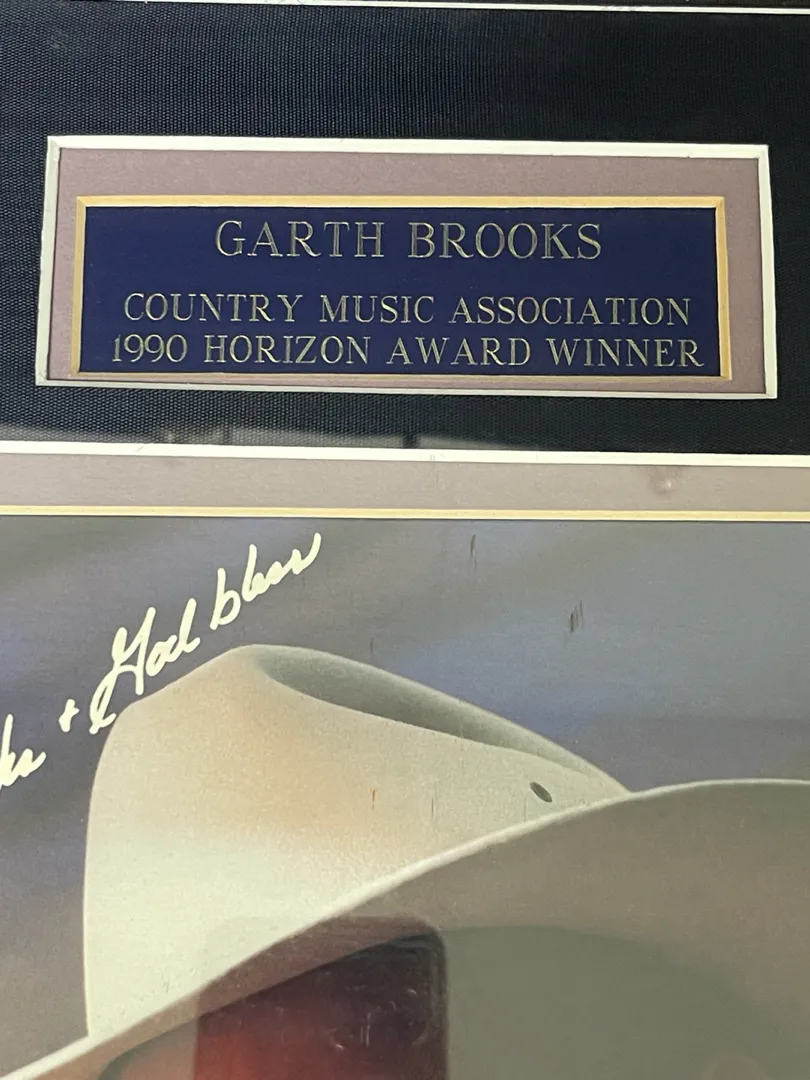 GARTH BROOKS
COUNTRY MUSIC ASSOCIATION
1990 HORIZON AWARD WINNER
+ God bless